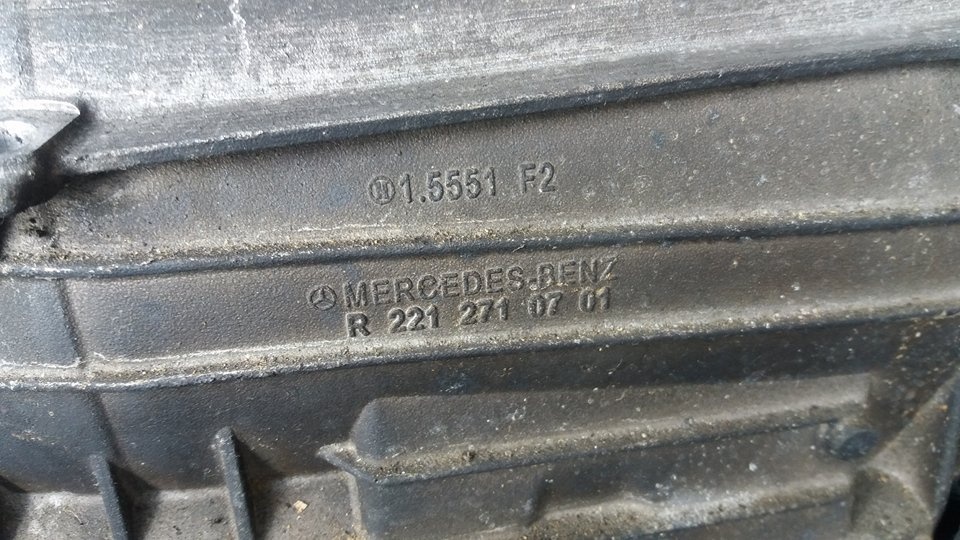 1.5551 F2
MERCEDES-BENZ
R 221 271 07 01